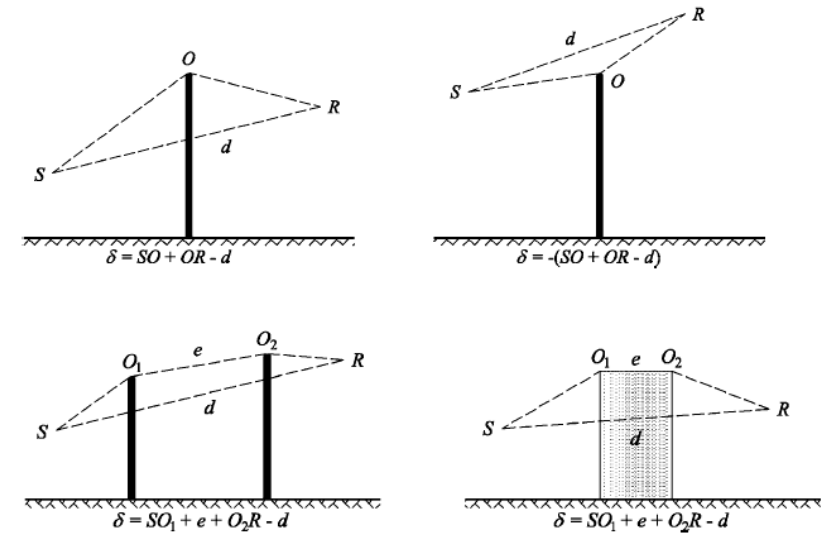 O
R
d
S
δ = SO + OR - d
R
d
S
O
δ = -(SO + OR - d)
O₂
e
O₁
R
d
S
δ = SO₁ + e + O₂R - d
O₁ e O₂
R
S
d
δ = SO₁ + e + O₂R - d